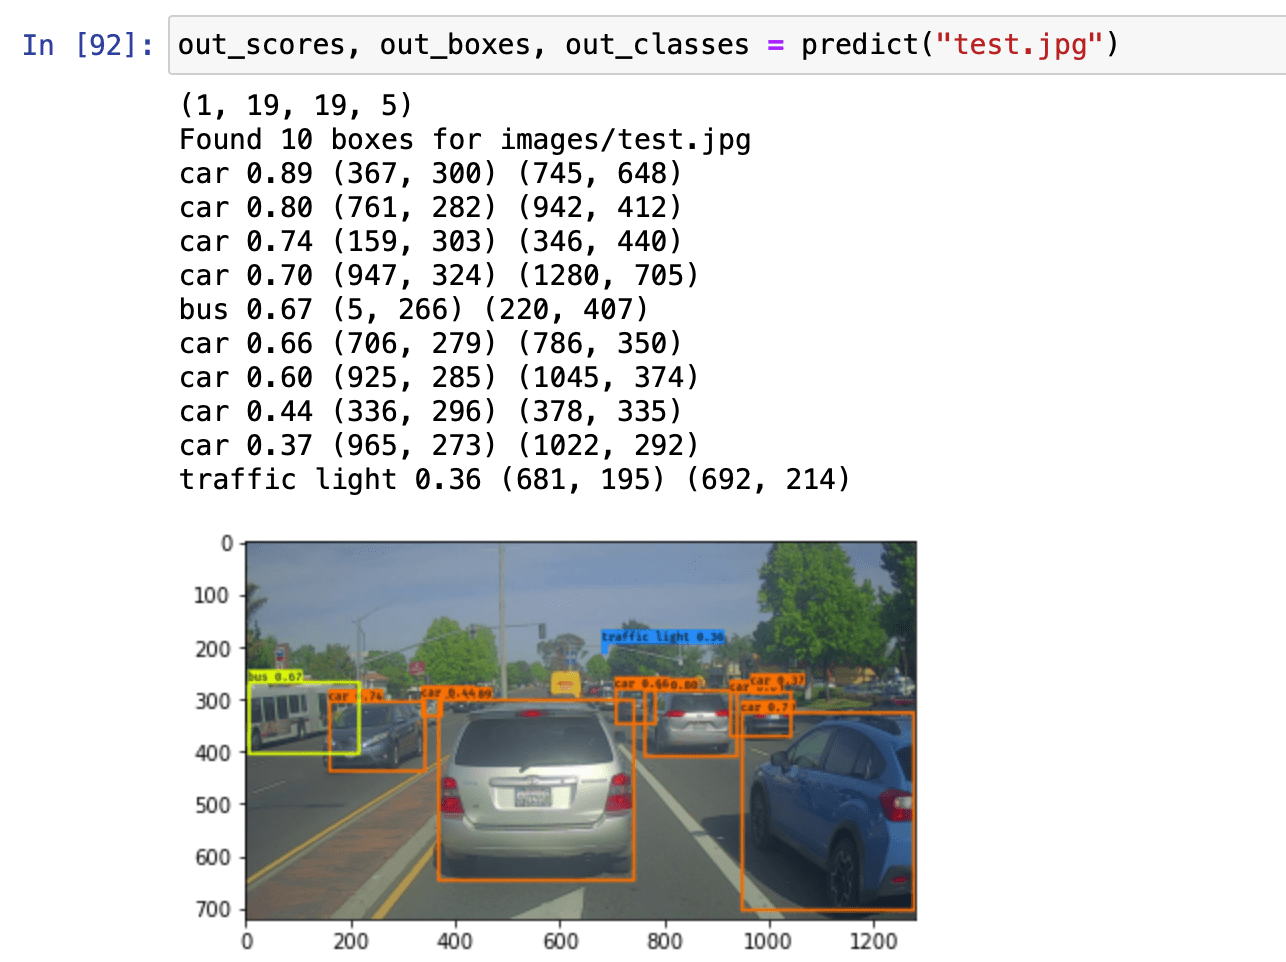 In [92]: out_scores, out_boxes, out_classes = predict("test.jpg")
(1, 19, 19, 5)
Found 10 boxes for images/test.jpg
car 0.89 (367, 300) (745, 648)
car 0.80 (761, 282) (942, 412)
car 0.74 (159, 303) (346, 440)
car 0.70 (947, 324) (1280, 705)
bus 0.67 (5, 266) (220, 407)
car 0.66 (706, 279) (786, 350)
car 0.60 (925, 285) (1045, 374)
car 0.44 (336, 296) (378, 335)
car 0.37 (965, 273) (1022, 292)
traffic light 0.36 (681, 195) (692, 214)
0
100
200
300
400
500
600
700
traffic light 0.36
bus 0.67
car 0.74
car 0.44
89
car 0.66
0.80
car
car 0.37
car 0.7
0 200 400 600 800 1000 1200